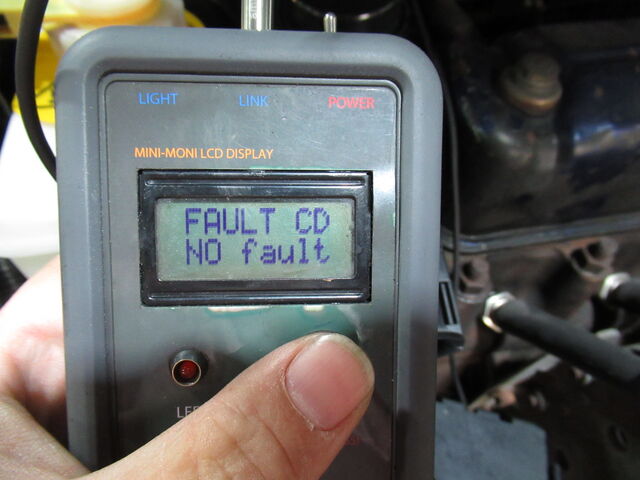 LIGHT LINK POWER
MINI-MONI LCD DISPLAY
FAULT CD
NO fault